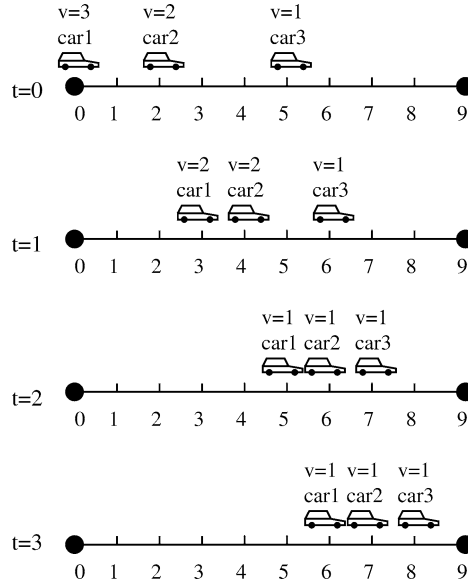 v=3 v=2 v=1
car1 car2 car3
t=0
0 1 2 3 4 5 6 7 8 9
v=2 v=2 v=1
car1 car2 car3
t=1
0 1 2 3 4 5 6 7 8 9
v=1 v=1 v=1
car1 car2 car3
t=2
0 1 2 3 4 5 6 7 8 9
v=1 v=1 v=1
car1 car2 car3
t=3
0 1 2 3 4 5 6 7 8 9